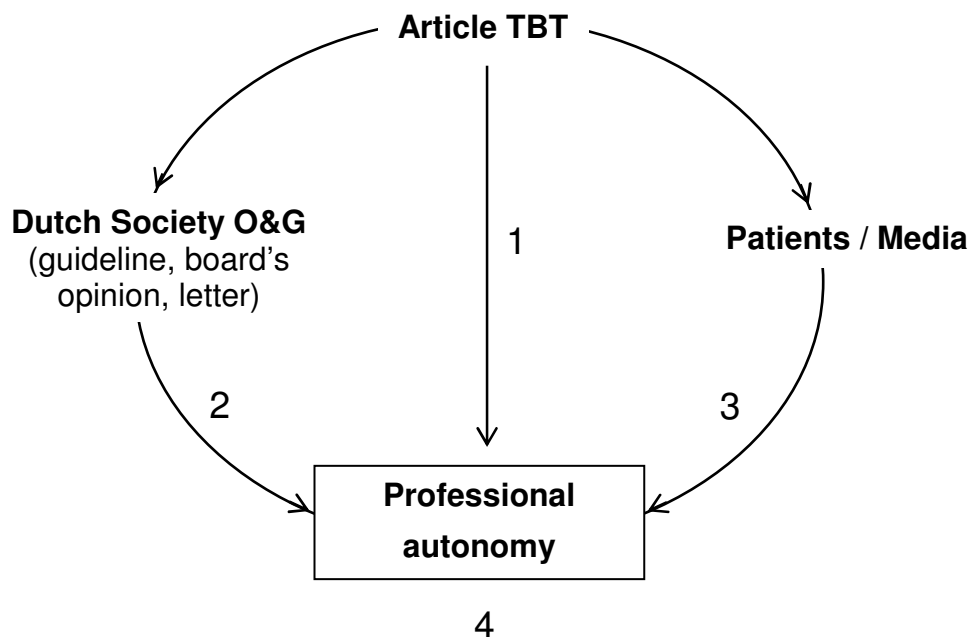 Article TBT
Dutch Society O&G
(guideline, board's
opinion, letter)
1
Patients / Media
2
3
Professional
autonomy
4